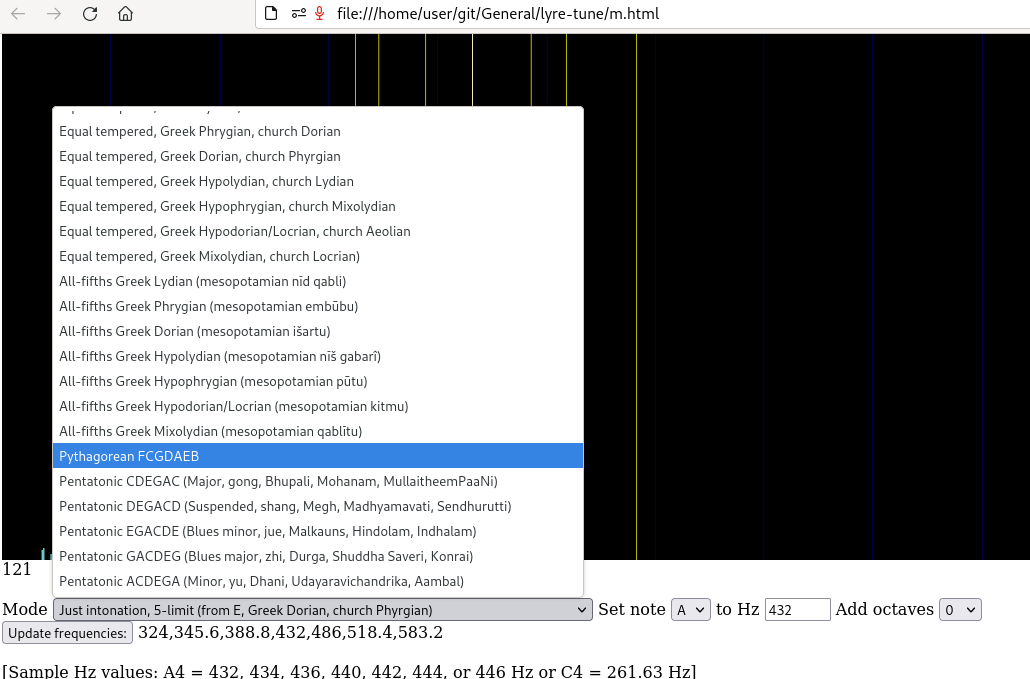 file:///home/user/git/General/lyre-tune/m.html
Equal tempered, Greek Phrygian, church Dorian
Equal tempered, Greek Dorian, church Phyrgian
Equal tempered, Greek Hypolydian, church Lydian
Equal tempered, Greek Hypophrygian, church Mixolydian
Equal tempered, Greek Hypodorian/Locrian, church Aeolian
Equal tempered, Greek Mixolydian, church Locrian)
All-fifths Greek Lydian (mesopotamian nīd qabli)
All-fifths Greek Phrygian (mesopotamian embūbu)
All-fifths Greek Dorian (mesopotamian išartu)
All-fifths Greek Hypolydian (mesopotamian nīš gabarî)
All-fifths Greek Hypophrygian (mesopotamian pūtu)
All-fifths Greek Hypodorian/Locrian (mesopotamian kitmu)
All-fifths Greek Mixolydian (mesopotamian qablītu)
Pythagorean FCGDAEB
Pentatonic CDEGAC (Major, gong, Bhupali, Mohanam, MullaitheemPaaNi)
Pentatonic DEGACD (Suspended, shang, Megh, Madhyamavati, Sendhurutti)
Pentatonic EGACDE (Blues minor, jue, Malkauns, Hindolam, Indhalam)
Pentatonic GACDEG (Blues major, zhi, Durga, Shuddha Saveri, Konrai)
Pentatonic ACDEGA (Minor, yu, Dhani, Udayaravichandrika, Aambal)
121
Mode Just intonation, 5-limit (from E, Greek Dorian, church Phyrgian) Set note A to Hz 432 Add octaves 0
Update frequencies: 324,345.6,388.8,432,486,518.4,583.2
[Sample Hz values: A4 = 432, 434, 436, 440, 442, 444, or 446 Hz or C4 = 261.63 Hz]